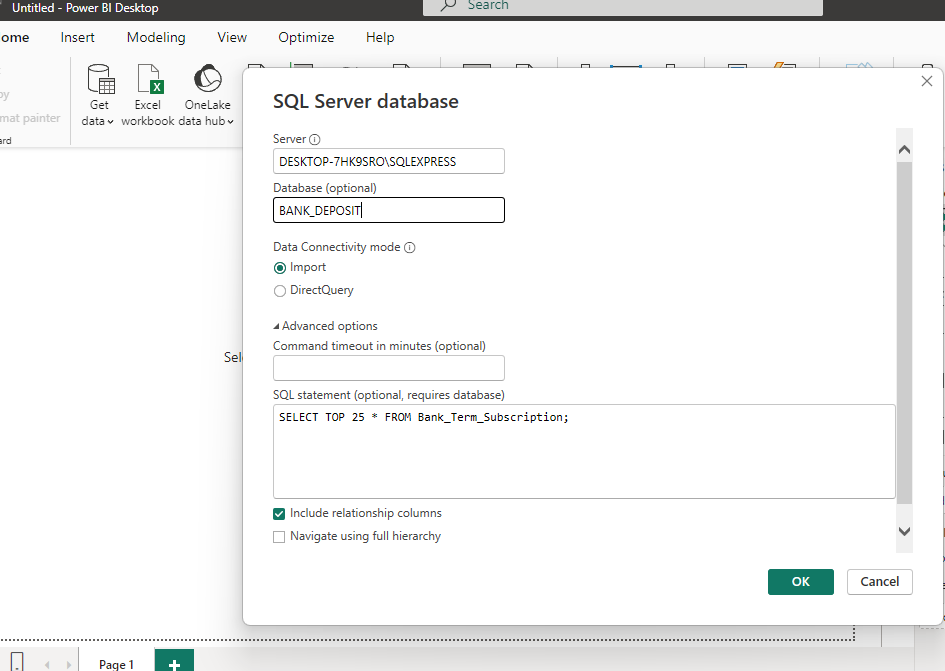 Untitled - Power BI Desktop
Search
ome
Insert
Modeling
View
Optimize
Help
py
mat painter
ard
Get data
Excel workbook
OneLake data hub
SQL Server database
Server
DESKTOP-7HK9SRO\SQLEXPRESS
Database (optional)
BANK_DEPOSIT
Data Connectivity mode
Import
DirectQuery
Advanced options
Command timeout in minutes (optional)
SQL statement (optional, requires database)
SELECT TOP 25 * FROM Bank_Term_Subscription;
Include relationship columns
Navigate using full hierarchy
OK
Cancel
Sel
Page 1